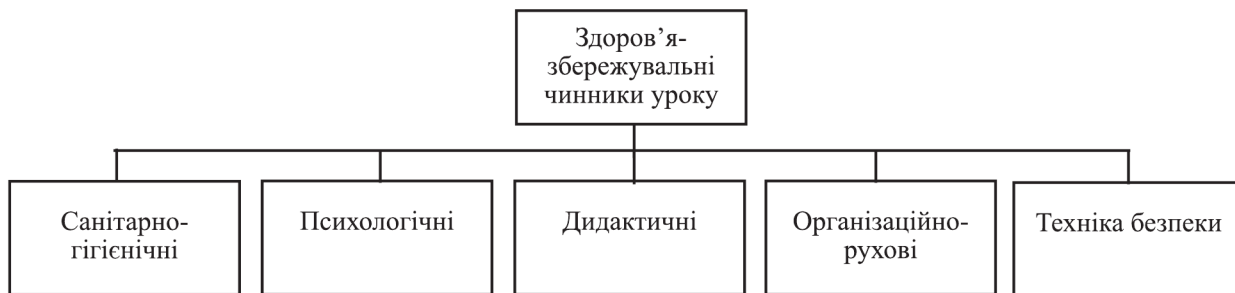 Здоров’я-
збережувальні
чинники уроку
Санітарно-
гігієнічні
Психологічні
Дидактичні
Організаційно-
рухові
Техніка безпеки